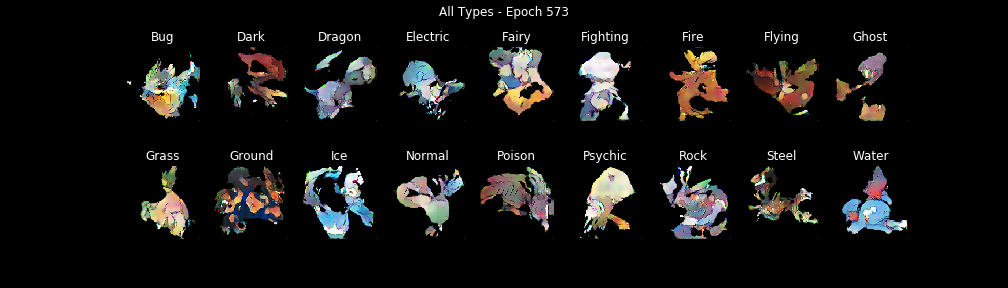 All Types - Epoch 573
Bug Dark Dragon Electric Fairy Fighting Fire Flying Ghost
Grass Ground Ice Normal Poison Psychic Rock Steel Water